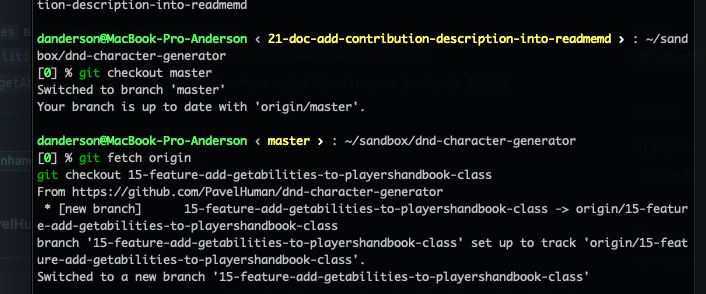 tion-description-into-readmemd
danderson@MacBook-Pro-Anderson ‹ 21-doc-add-contribution-description-into-readmemd › : ~/sand
box/dnd-character-generator
[0] % git checkout master
Switched to branch 'master'
Your branch is up to date with 'origin/master'.
danderson@MacBook-Pro-Anderson ‹ master › : ~/sandbox/dnd-character-generator
[0] % git fetch origin
git checkout 15-feature-add-getabilities-to-playershandbook-class
From https://github.com/PavelHuman/dnd-character-generator
 * [new branch]      15-feature-add-getabilities-to-playershandbook-class -> origin/15-featur
e-add-getabilities-to-playershandbook-class
branch '15-feature-add-getabilities-to-playershandbook-class' set up to track 'origin/15-feat
ure-add-getabilities-to-playershandbook-class'.
Switched to a new branch '15-feature-add-getabilities-to-playershandbook-class'